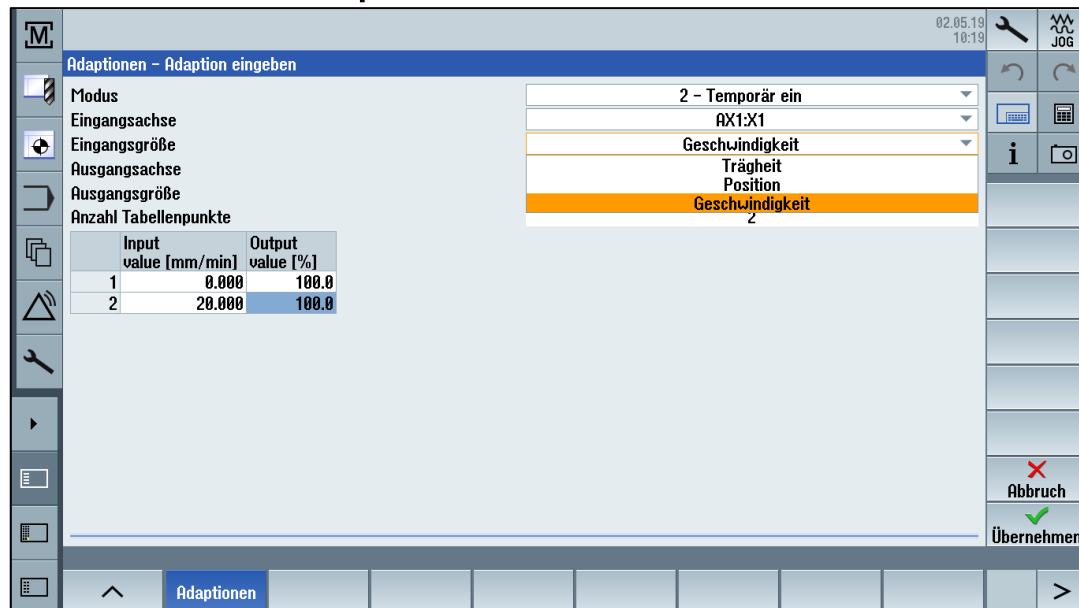 M
02.05.19
10:19
JOG
Adaptionen - Adaption eingeben
Modus
2 - Temporär ein
Eingangsachse
AX1:X1
Eingangsgröße
Geschwindigkeit
Ausgangsachse
Trägheit
Position
Ausgangsgröße
Geschwindigkeit
Anzahl Tabellenpunkte
2
Input
value [mm/min]
Output
value [%]
1 0.000 100.0
2 20.000 100.0
i
Abbruch
Übernehmen
Adaptionen
>